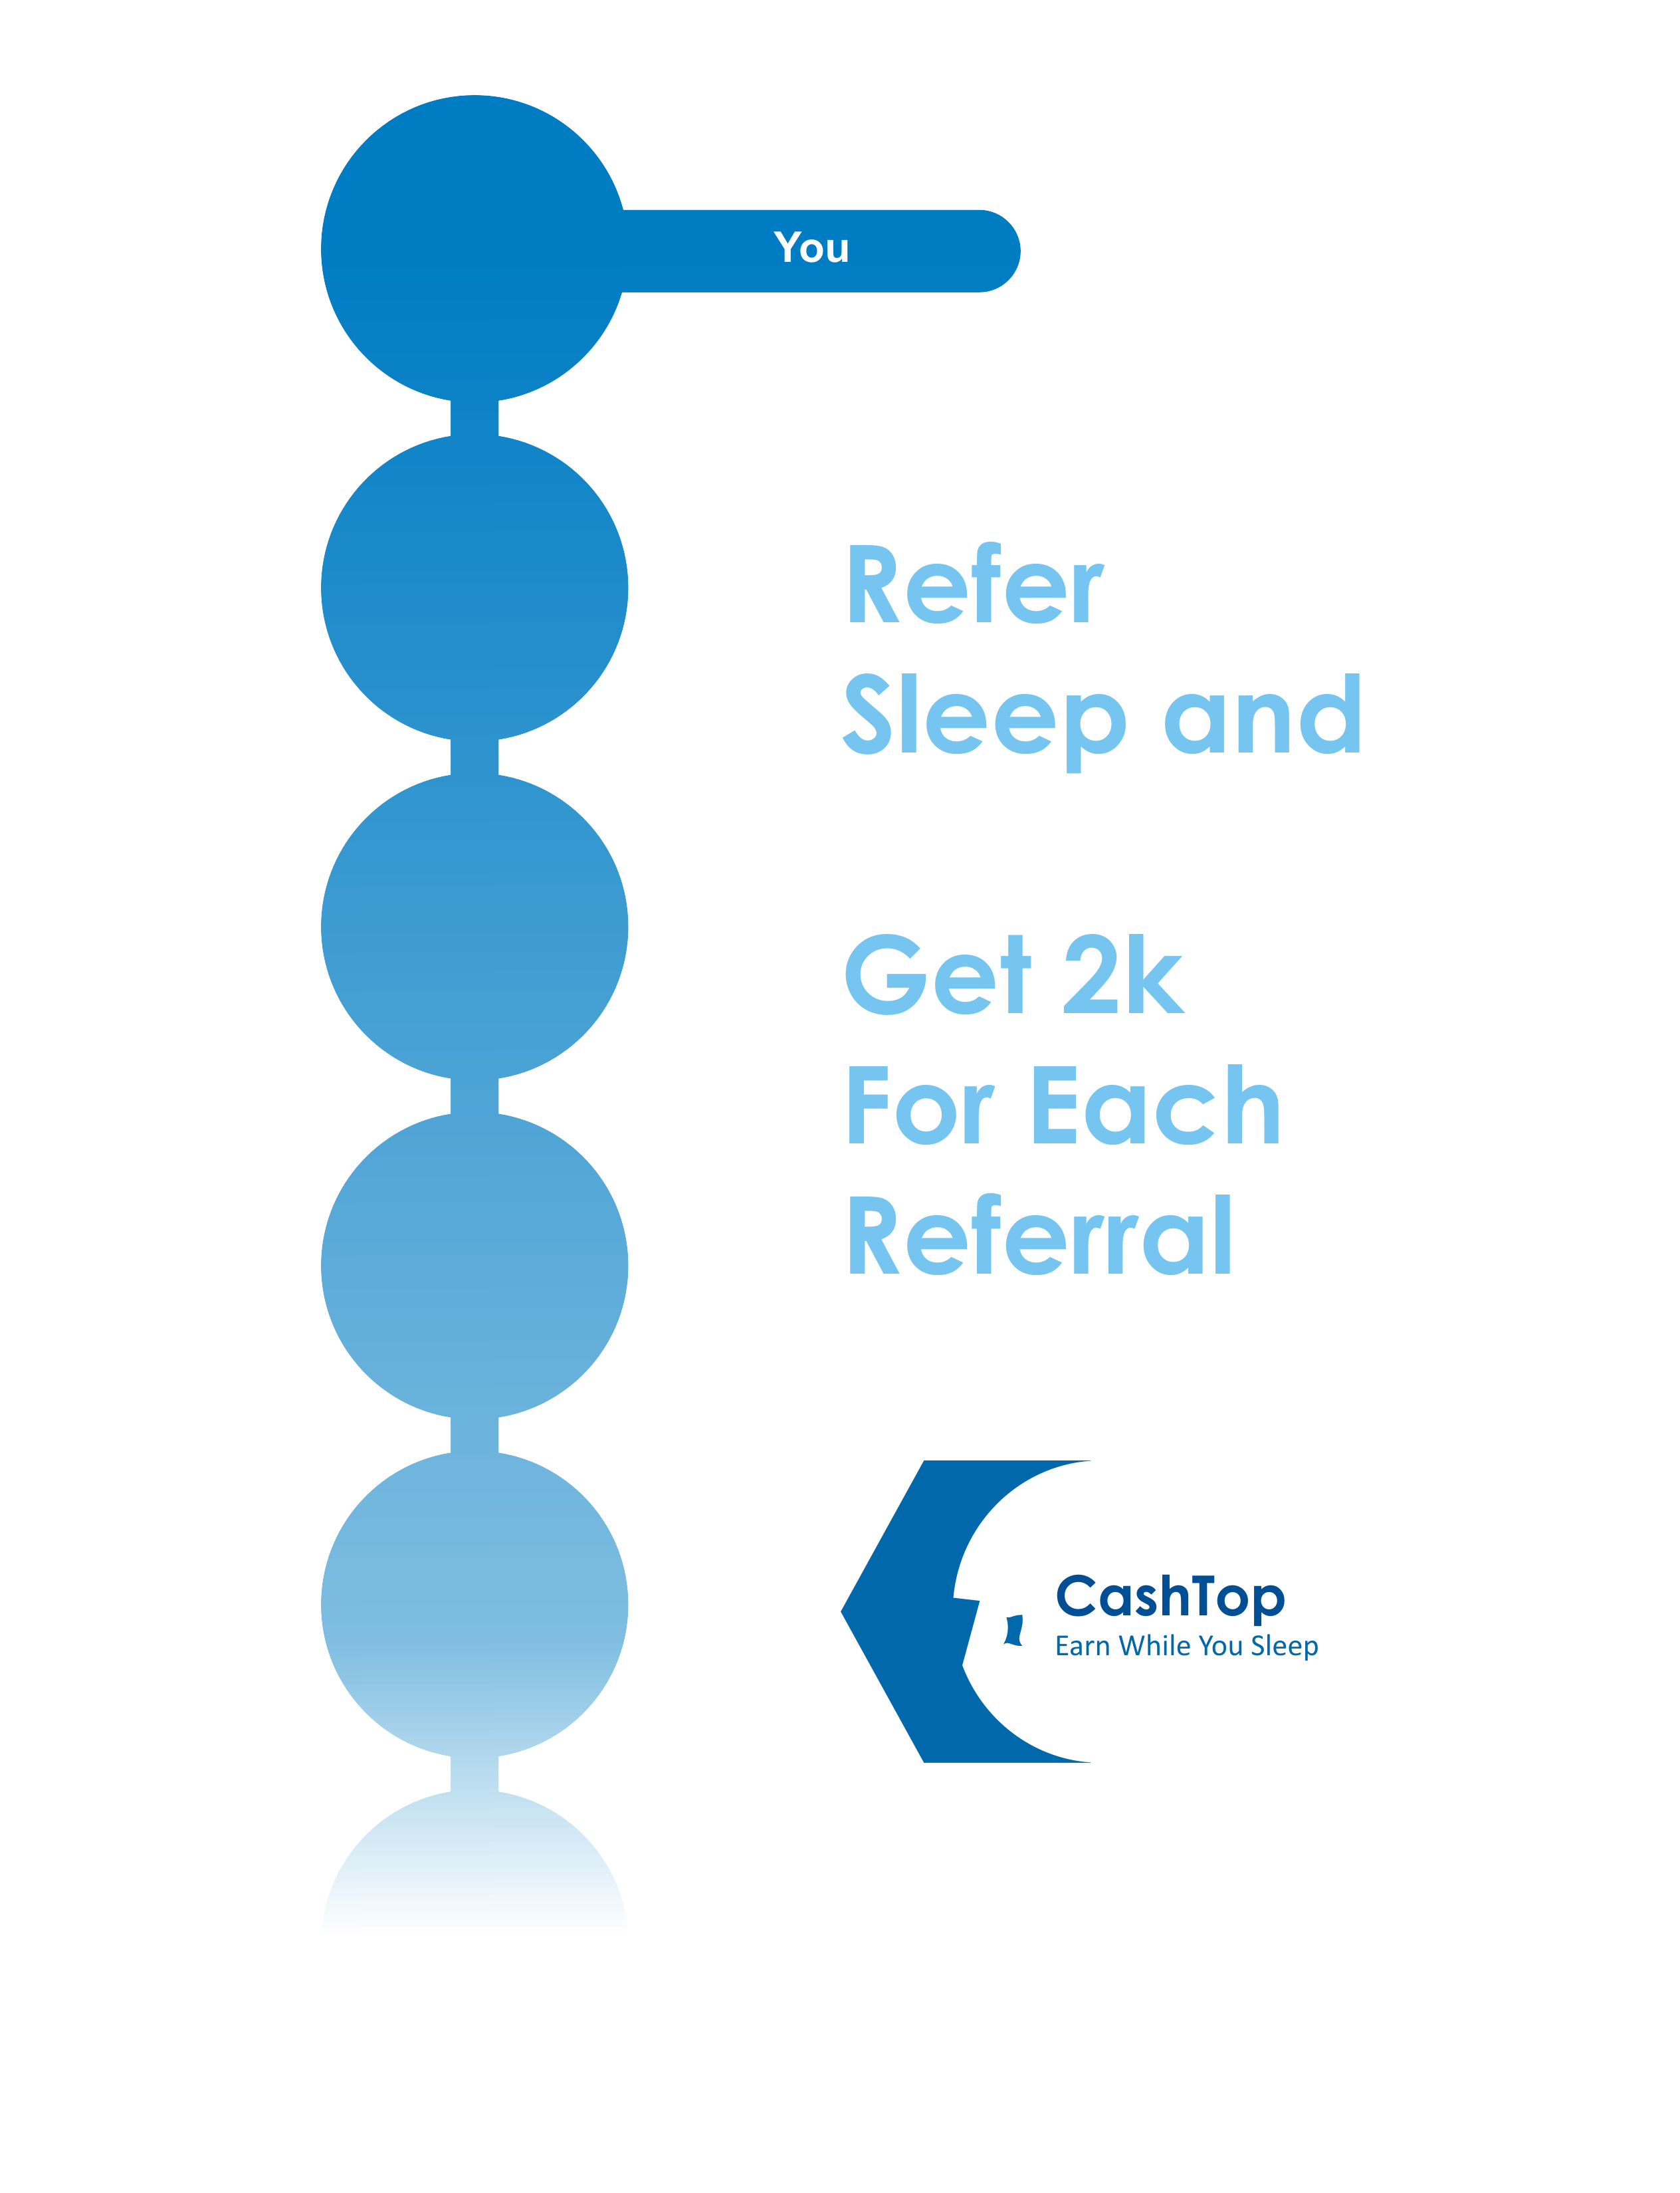 You
Refer
Sleep and
Get 2k
For Each
Referral
CashTop
Earn While You Sleep